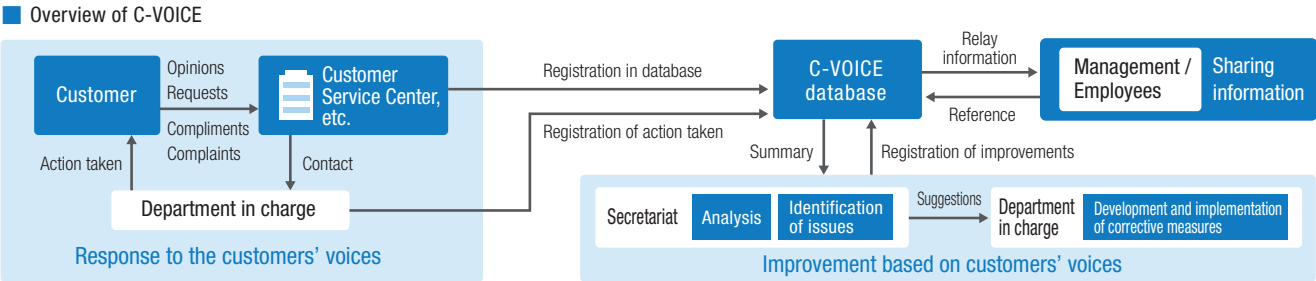 Overview of C-VOICE
Customer
Opinions
Requests
Compliments
Complaints
Customer
Service Center,
etc.
Action taken
Contact
Department in charge
Response to the customers’ voices
Registration in database
Registration of action taken
C-VOICE
database
Relay
information
Reference
Management /
Employees
Sharing
information
Summary
Registration of improvements
Secretariat
Analysis
Identification
of issues
Suggestions
Department
in charge
Development and implementation
of corrective measures
Improvement based on customers’ voices